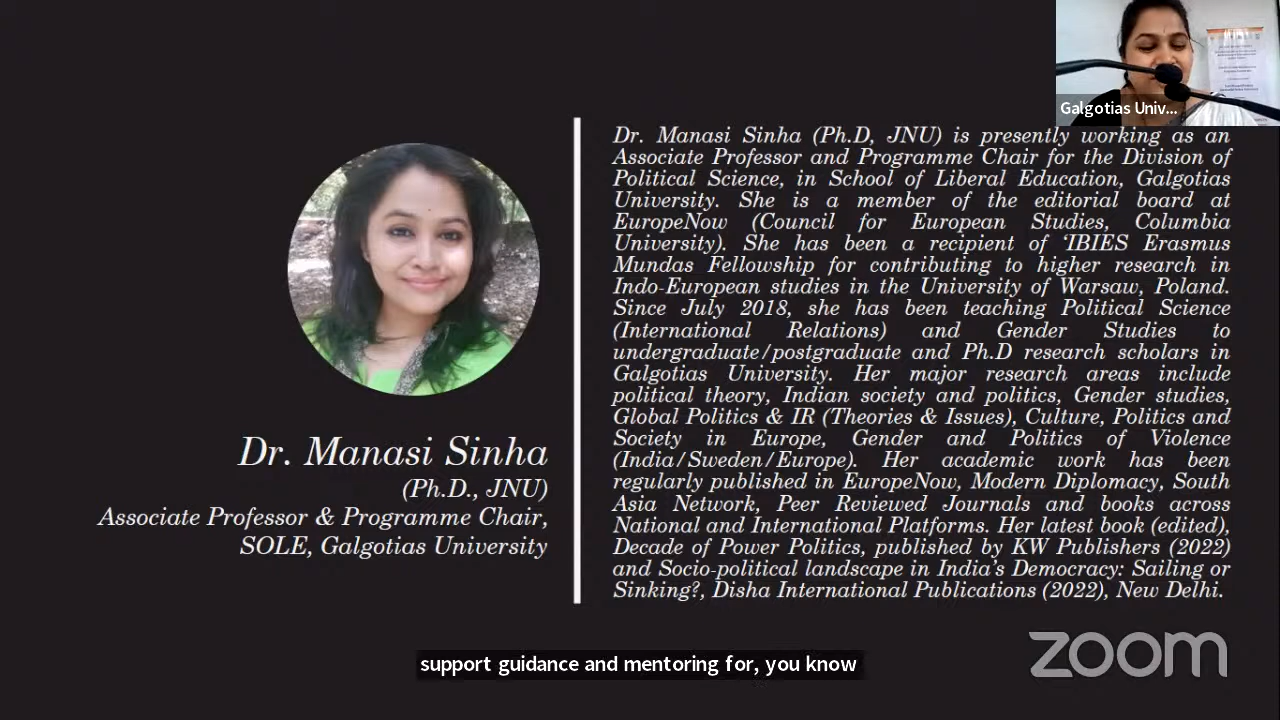 Galgotias Univ...
Dr. Manasi Sinha (Ph.D, JNU) is presently working as an
Associate Professor and Programme Chair for the Division of
Political Science, in School of Liberal Education, Galgotias
University. She is a member of the editorial board at
EuropeNow (Council for European Studies, Columbia
University). She has been a recipient of 'IBIES Erasmus
Mundas Fellowship for contributing to higher research in
Indo-European studies in the University of Warsaw, Poland.
Since July 2018, she has been teaching Political Science
(International Relations) and Gender Studies to
undergraduate/postgraduate and Ph.D research scholars in
Galgotias University. Her major research areas include
political theory, Indian society and politics, Gender studies,
Global Politics & IR (Theories & Issues), Culture, Politics and
Society in Europe, Gender and Politics of Violence
(India/Sweden/Europe). Her academic work has been
regularly published in EuropeNow, Modern Diplomacy, South
Asia Network, Peer Reviewed Journals and books across
National and International Platforms. Her latest book (edited),
Decade of Power Politics, published by KW Publishers (2022)
and Socio-political landscape in India's Democracy: Sailing or
Sinking?, Disha International Publications (2022), New Delhi.
Dr. Manasi Sinha
(Ph.D., JNU)
Associate Professor & Programme Chair,
SOLE, Galgotias University
support guidance and mentoring for, you know
zoom